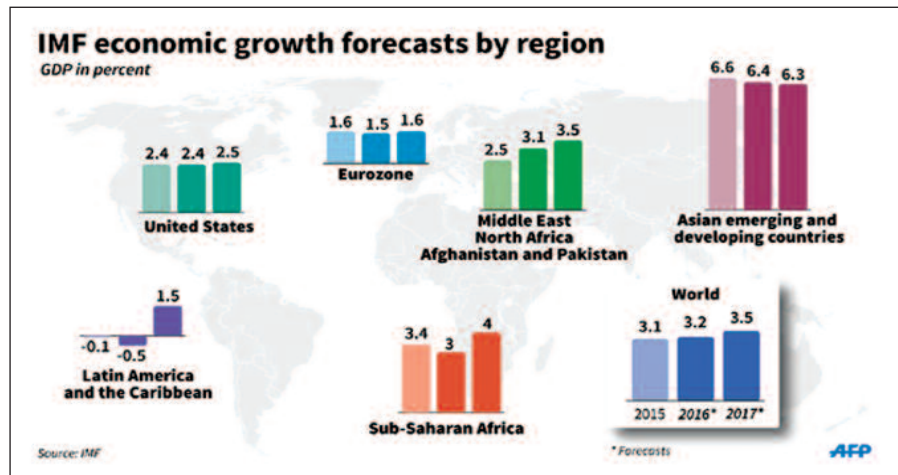 IMF economic growth forecasts by region
GDP in percent
6.6 6.4 6.3
Asian emerging and
developing countries
1.6 1.5 1.6
Eurozone
2.5 3.1 3.5
Middle East
North Africa
Afghanistan and Pakistan
2.4 2.4 2.5
United States
-0.1 -0.5 1.5
Latin America
and the Caribbean
3.4 3 4
Sub-Saharan Africa
World
3.1 3.2 3.5
2015 2016* 2017*
Source: IMF
* Forecasts
AFP